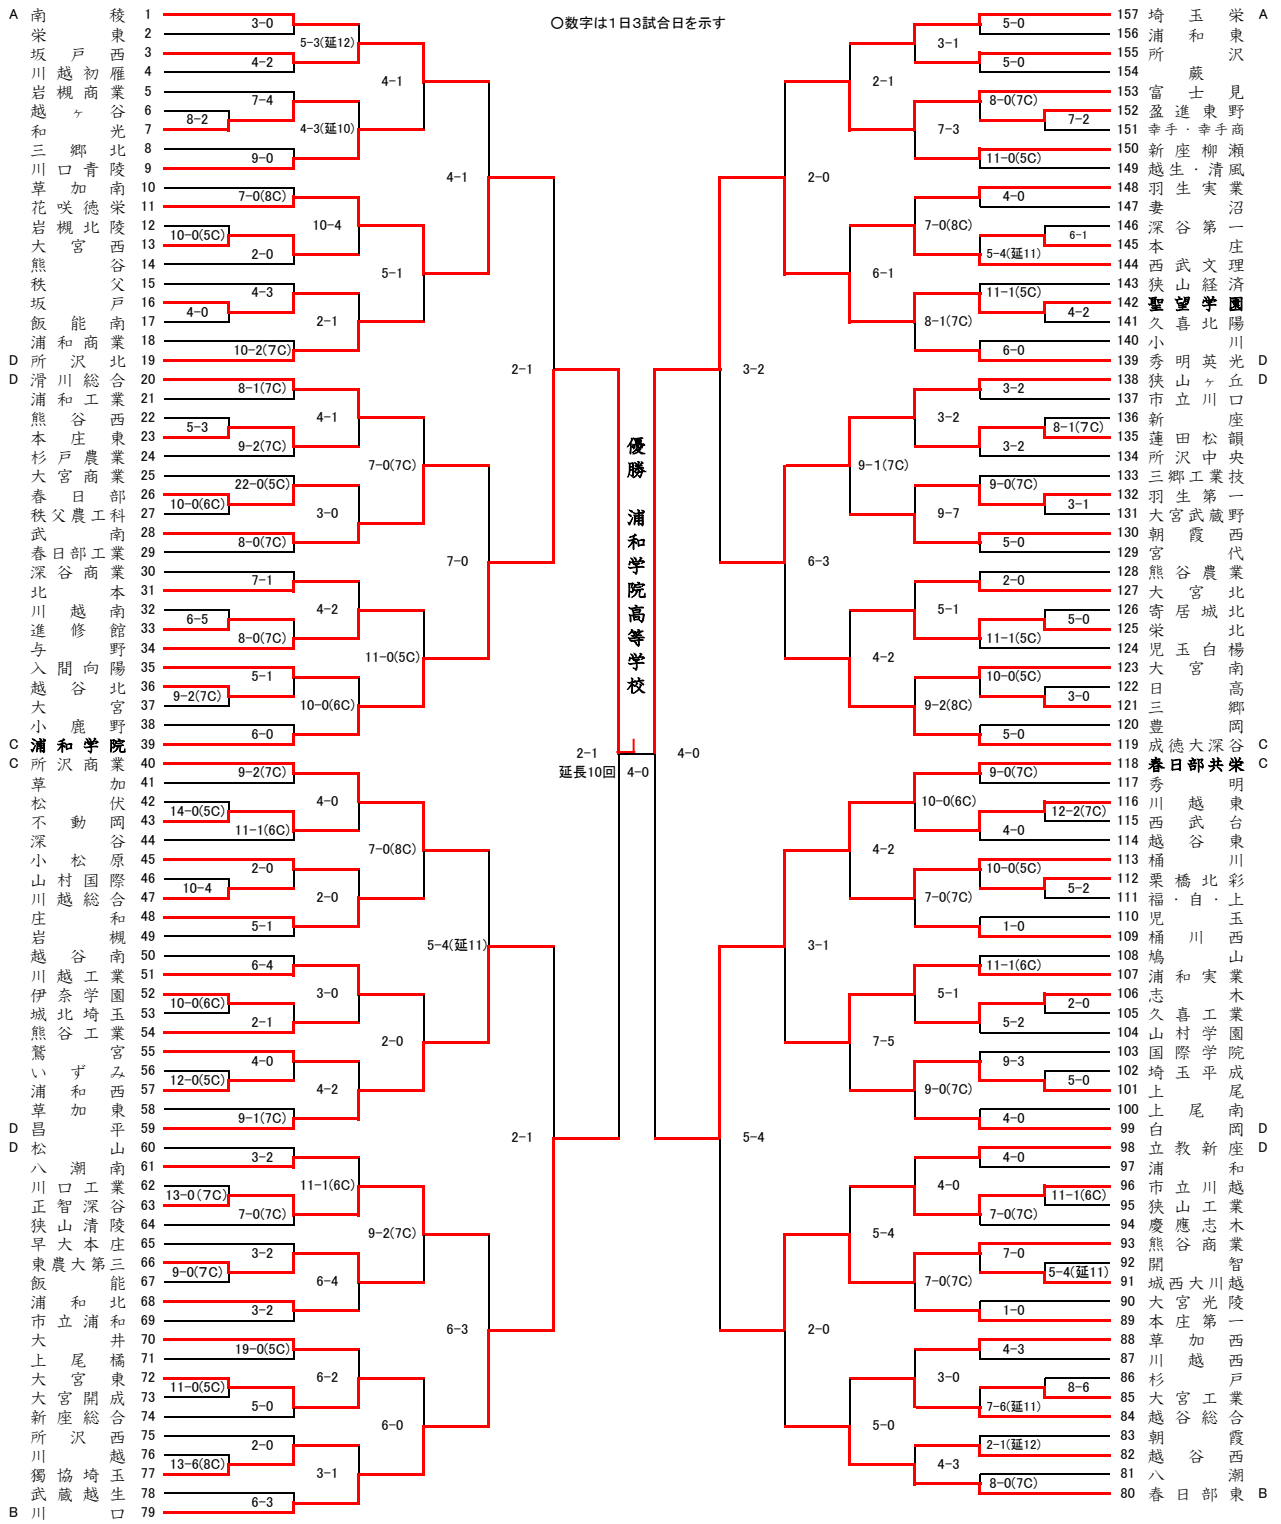 〇数字は1日3試合日を示す
A 南稜 1
栄東 2
坂戸西 3
川越初雁 4
岩槻商業 5
越ヶ谷 6
和光 7
三郷北 8
川口青陵 9
草加南 10
花咲徳栄 11
岩槻北陵 12
大宮西 13
熊谷 14
秩父 15
坂戸 16
飯能南 17
浦和商業 18
D 所沢北 19
D 滑川総合 20
浦和工業 21
熊谷西 22
本庄東 23
杉戸農業 24
大宮商業 25
春日部 26
秩父農工科 27
武南 28
春日部工業 29
深谷商業 30
北本 31
川越南 32
進修館 33
与野 34
入間向陽 35
越谷北 36
大宮 37
小鹿野 38
C 浦和学院 39
C 所沢商業 40
草加 41
松伏 42
不動岡 43
深谷 44
小松原 45
山村国際 46
川越総合 47
庄和 48
岩槻 49
越谷南 50
川越工業 51
伊奈学園 52
城北埼玉 53
熊谷工業 54
鷲宮 55
いずみ 56
浦和西 57
草加東 58
D 昌平 59
D 松山 60
八潮南 61
川口工業 62
正智深谷 63
狭山清陵 64
早大本庄 65
東農大第三 66
飯能 67
浦和北 68
市立浦和 69
大井 70
上尾橘 71
大宮東 72
大宮開成 73
新座総合 74
所沢西 75
川越 76
獨協埼玉 77
武蔵越生 78
B 川口 79
3-0
4-2
8-2
7-4
9-0
7-0(8C)
10-0(5C)
2-0
4-3
4-0
10-2(7C)
8-1(7C)
5-3
9-2(7C)
22-0(5C)
10-0(6C)
8-0(7C)
7-1
6-5
8-0(7C)
5-1
9-2(7C)
6-0
9-2(7C)
14-0(5C)
11-1(6C)
2-0
10-4
5-1
6-4
10-0(6C)
2-1
4-0
12-0(5C)
9-1(7C)
3-2
13-0(7C)
7-0(7C)
3-2
9-0(7C)
3-2
19-0(5C)
11-0(5C)
5-0
2-0
13-6(8C)
6-3
5-3(延12)
4-3(延10)
10-4
2-1
4-1
3-0
4-2
10-0(6C)
4-0
2-0
3-0
4-2
11-1(6C)
6-4
6-2
3-1
4-1
5-1
7-0(7C)
11-0(5C)
7-0(8C)
2-0
9-2(7C)
6-0
4-1
7-0
5-4(延11)
6-3
2-1
2-1
優勝 浦和学院高等学校
2-1
延長10回
4-0
4-0
3-2
5-4
2-0
6-3
3-1
2-0
2-1
6-1
9-1(7C)
4-2
4-2
7-5
5-4
5-0
3-1
7-3
7-0(8C)
8-1(7C)
3-2
9-7
5-1
9-2(8C)
10-0(6C)
7-0(7C)
5-1
9-0(7C)
4-0
7-0(7C)
3-0
4-3
5-0
5-0
8-0(7C)
7-2
11-0(5C)
4-0
6-1
5-4(延11)
11-1(5C)
4-2
6-0
3-2
8-1(7C)
3-2
9-0(7C)
3-1
5-0
2-0
5-0
11-1(5C)
10-0(5C)
3-0
5-0
9-0(7C)
12-2(7C)
4-0
10-0(5C)
5-2
1-0
11-1(6C)
2-0
5-2
9-3
5-0
4-0
4-0
11-1(6C)
7-0(7C)
7-0
5-4(延11)
1-0
4-3
8-6
7-6(延11)
2-1(延12)
8-0(7C)
157 埼玉栄 A
156 浦和東
155 所沢
154 蕨
153 富士見
152 盈進東野
151 幸手・幸手商
150 新座柳瀬
149 越生・清風
148 羽生実業
147 妻沼
146 深谷第一
145 本庄
144 西武文理
143 狭山経済
142 聖望学園
141 久喜北陽
140 小川
139 秀明英光 D
138 狭山ヶ丘 D
137 市立川口
136 新座
135 蓮田松韻
134 所沢中央
133 三郷工業技
132 羽生第一
131 大宮武蔵野
130 朝霞西
129 宮代
128 熊谷農業
127 大宮北
126 寄居城北
125 栄北
124 児玉白楊
123 大宮南
122 日高
121 三郷
120 豊岡
119 成徳大深谷 C
118 春日部共栄 C
117 秀明
116 川越東
115 西武台
114 越谷東
113 桶川
112 栗橋北彩
111 福・自・上
110 児玉
109 桶川西
108 鳩山
107 浦和実業
106 志木
105 久喜工業
104 山村学園
103 国際学院
102 埼玉平成
101 上尾
100 上尾南
99 白岡 D
98 立教新座 D
97 浦和
96 市立川越
95 狭山工業
94 慶應志木
93 熊谷商業
92 開智
91 城西大川越
90 大宮光陵
89 本庄第一
88 草加西
87 川越西
86 杉戸
85 大宮工業
84 越谷総合
83 朝霞
82 越谷西
81 八潮
80 春日部東 B